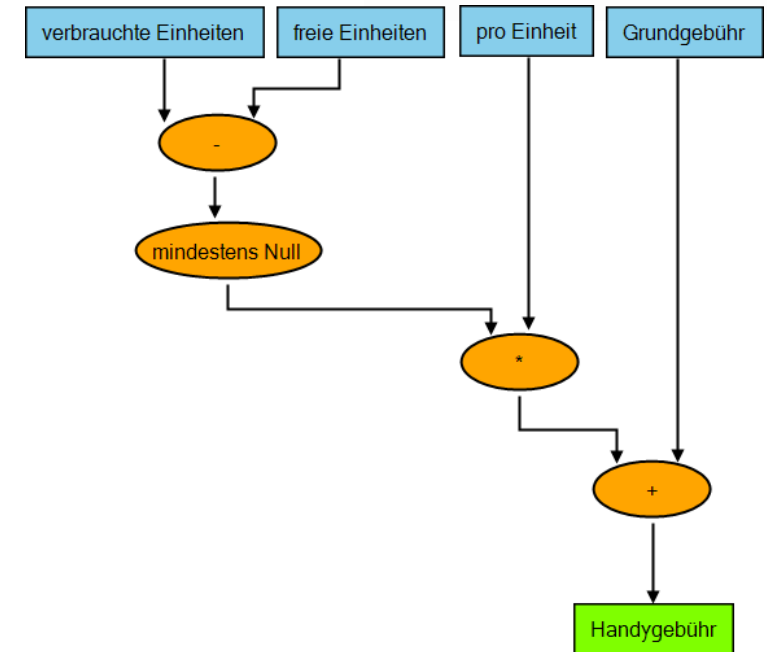 verbrauchte Einheiten
freie Einheiten
pro Einheit
Grundgebühr
-
mindestens Null
*
+
Handygebühr